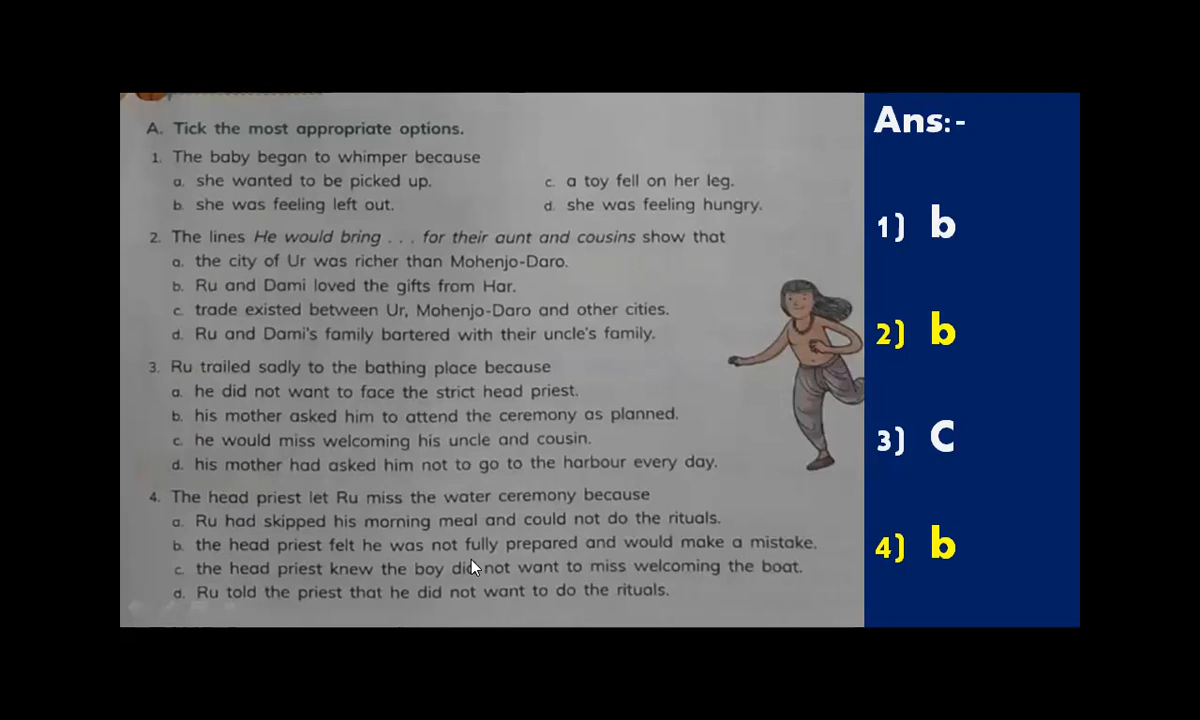 A. Tick the most appropriate options.
1. The baby began to whimper because
a. she wanted to be picked up.
c. a toy fell on her leg.
b. she was feeling left out.
d. she was feeling hungry.
2. The lines He would bring . . . for their aunt and cousins show that
a. the city of Ur was richer than Mohenjo-Daro.
b. Ru and Dami loved the gifts from Har.
c. trade existed between Ur, Mohenjo-Daro and other cities.
d. Ru and Dami's family bartered with their uncle's family.
3. Ru trailed sadly to the bathing place because
a. he did not want to face the strict head priest.
b. his mother asked him to attend the ceremony as planned.
c. he would miss welcoming his uncle and cousin.
d. his mother had asked him not to go to the harbour every day.
4. The head priest let Ru miss the water ceremony because
a. Ru had skipped his morning meal and could not do the rituals.
b. the head priest felt he was not fully prepared and would make a mistake.
c. the head priest knew the boy did not want to miss welcoming the boat.
d. Ru told the priest that he did not want to do the rituals.
Ans:-
1) b
2) b
3) C
4) b